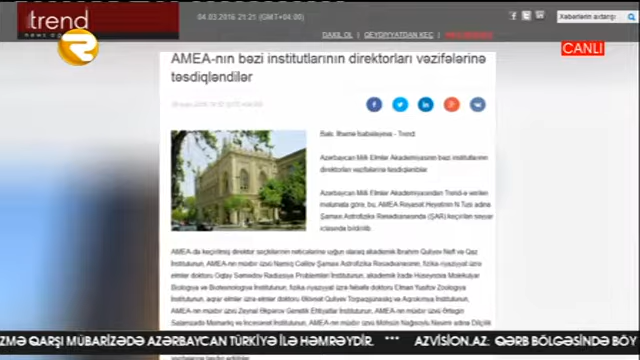 trend
news ag
04.03.2016 21:21 (GMT+04:00)
Xəbərlərin axtarışı
DAXİL OL | QEYDİYYATDAN KEÇ
CANLI
AMEA-nın bəzi institutlarının direktorları vəzifələrinə
təsdiqləndilər
Bakı. İlhamə İsabalayeva - Trend:
Azərbaycan Milli Elmlər Akademiyasının bəzi institutlarının
direktorları vəzifələrinə təsdiqləndilər.
Azərbaycan Milli Elmlər Akademiyasından Trend-ə verilən
məlumata görə, bu, AMEA Rəyasət Heyətinin N.Tusi adına
Şamaxı Astrofizika Rəsədxanasında (ŞAR) keçirilən səyyar
iclasında bildirilib.
AMEA-da keçirilmiş direktor seçkilərinin nəticələrinə uyğun olaraq akademik İbrahim Quliyev Neft və Qaz
İnstitutunun, AMEA-nın müxbir üzvü Namiq Cəlilov Şamaxı Astrofizika Rəsədxanasının, fizika-riyaziyyat üzrə
elmlər doktoru Oqtay Səmədov Radiasiya Problemləri İnstitutunun, akademik İradə Hüseynova Molekulyar
Biologiya və Biotexnologiya İnstitutunun, fizika-riyaziyyat üzrə fəlsəfə doktoru Elman Yusifov Zoologiya
İnstitutunun, aqrar elmlər üzrə elmlər doktoru Əlövsət Quliyev Torpaqşünaslıq və Aqrokimya İnstitutunun,
AMEA-nın müxbir üzvü Zeynal Əkpərov Genetik Ehtiyatlar İnstitutunun, AMEA-nın müxbir üzvü Ərtegin
Salamzadə Memarlıq və İncəsənət İnstitutunun, AMEA-nın müxbir üzvü Möhsün Nağısoylu Nəsimi adına Dilçilik
ZMƏ QARŞI MÜBARİZƏDƏ AZƏRBAYCAN TÜRKİYƏ İLƏ HƏMRƏYDİR. *** AZVISION.AZ: QƏRB BÖLGƏSİNDƏ BÖY